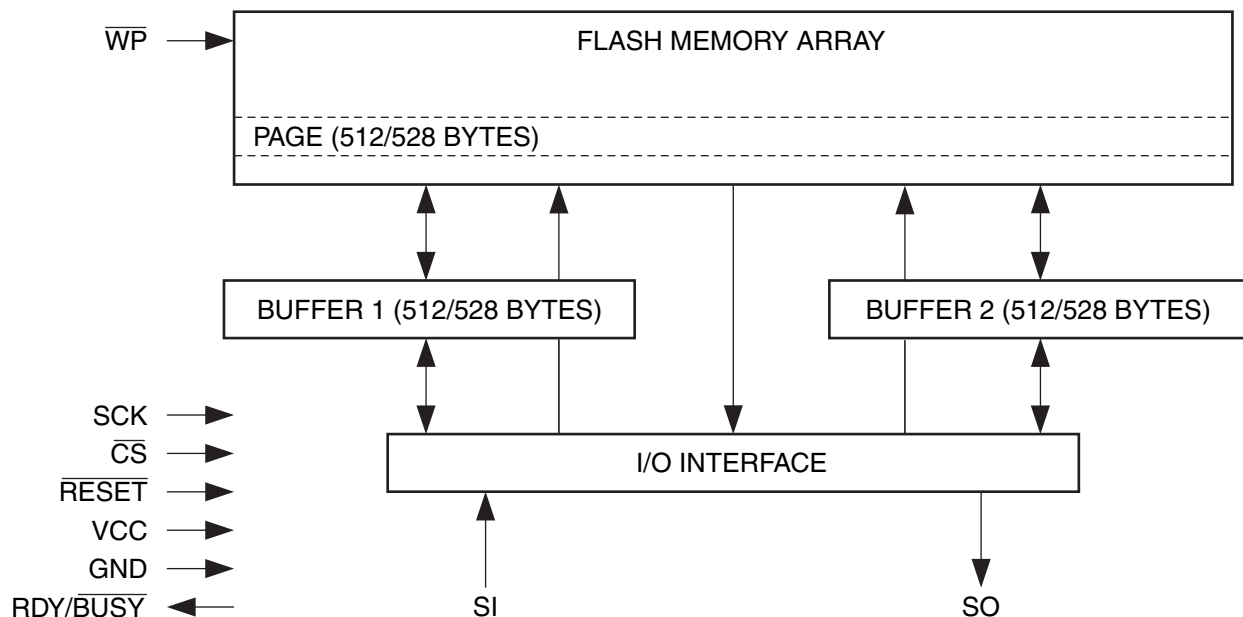 WP
FLASH MEMORY ARRAY
PAGE (512/528 BYTES)
BUFFER 1 (512/528 BYTES)
BUFFER 2 (512/528 BYTES)
SCK
CS
RESET
VCC
GND
RDY/BUSY
I/O INTERFACE
SI
SO